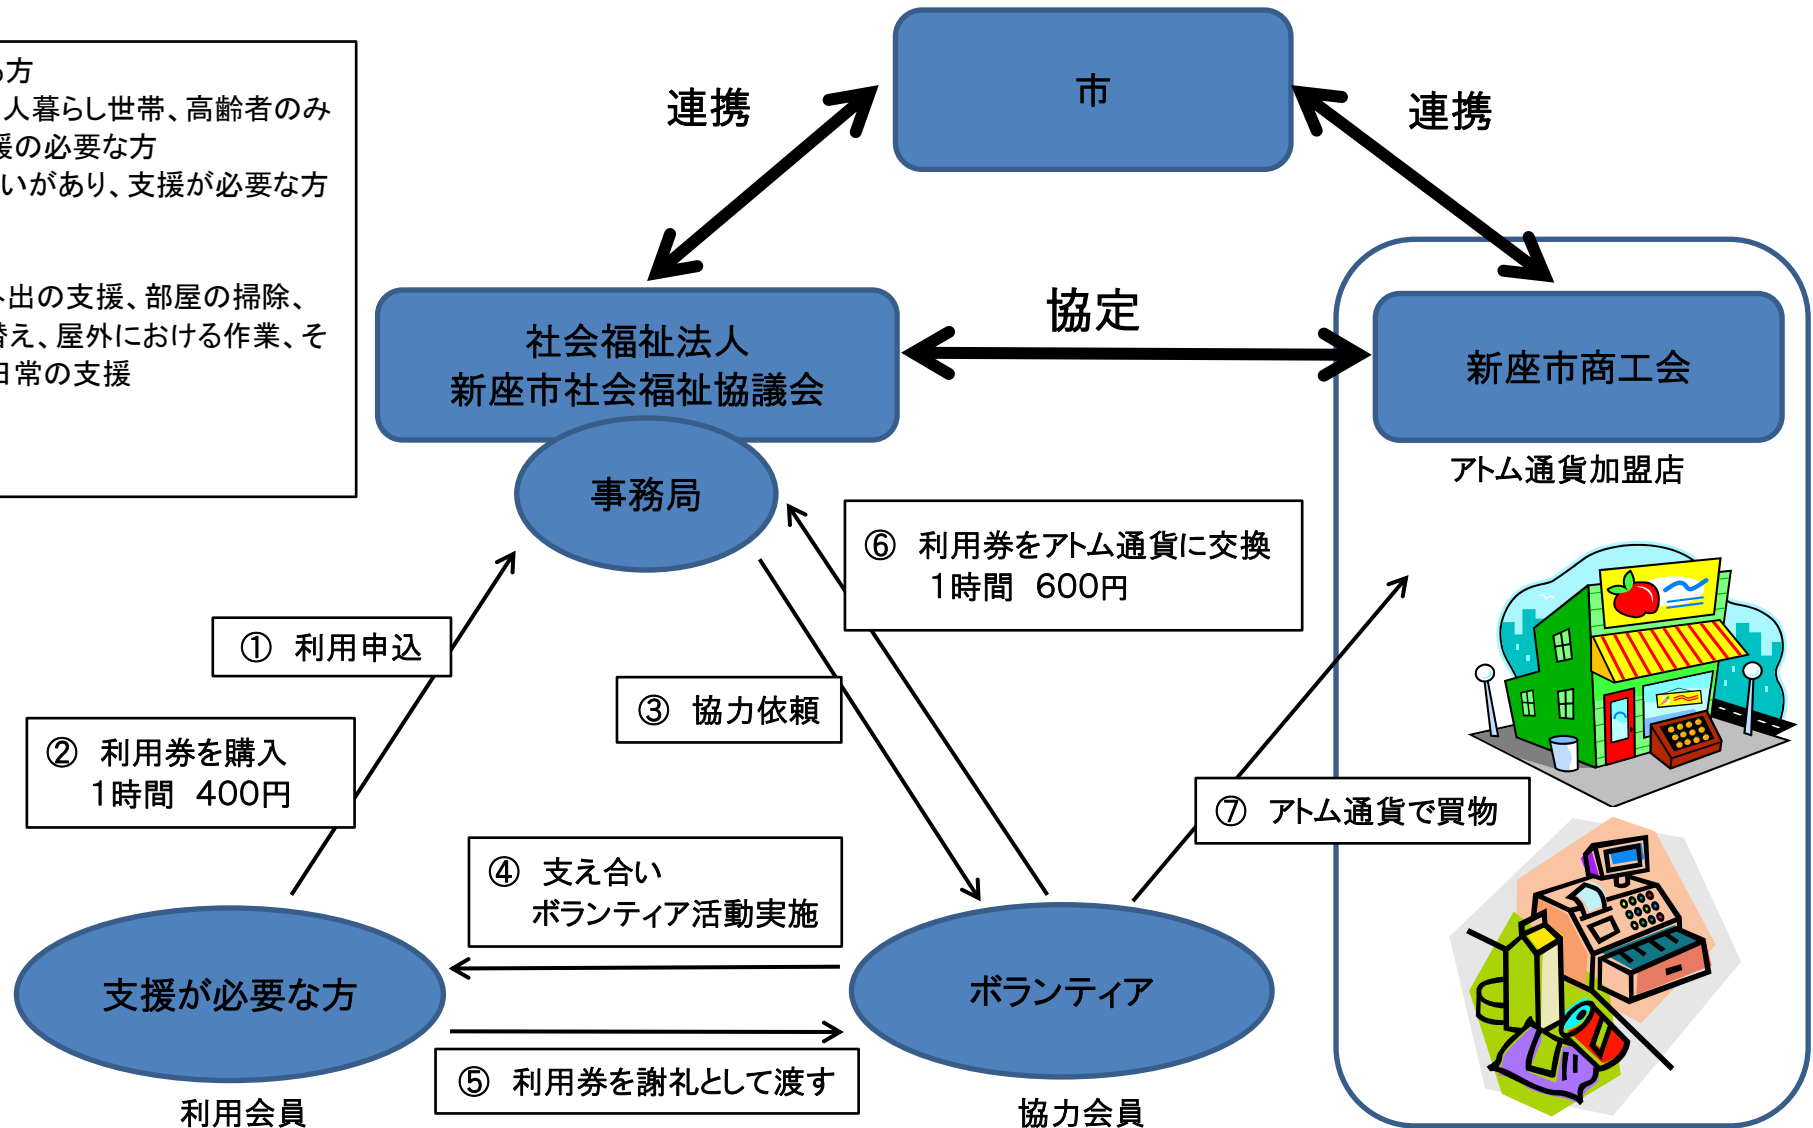 市
連携
連携
る方
人暮らし世帯、高齢者のみ
援の必要な方
いがあり、支援が必要な方
出の支援、部屋の掃除、
替え、屋外における作業、そ
日常の支援
協定
社会福祉法人
新座市社会福祉協議会
新座市商工会
アトム通貨加盟店
事務局
⑥ 利用券をアトム通貨に交換
1時間 600円
① 利用申込
③ 協力依頼
② 利用券を購入
1時間 400円
⑦ アトム通貨で買物
④ 支え合い
ボランティア活動実施
支援が必要な方
ボランティア
⑤ 利用券を謝礼として渡す
利用会員
協力会員